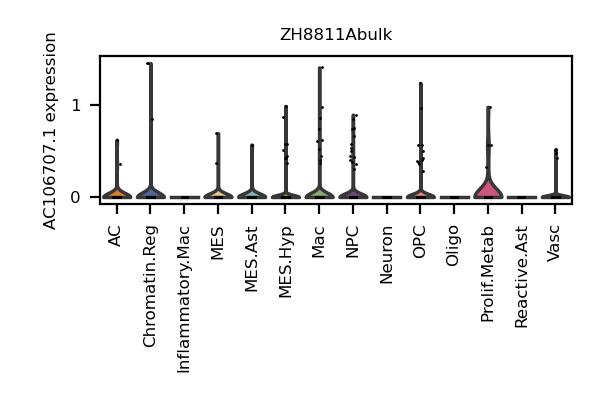 ZH8811Abulk
AC106707.1 expression
1
0
AC
Chromatin.Reg
Inflammatory.Mac
MES
MES.Ast
MES.Hyp
Mac
NPC
Neuron
OPC
Oligo
Prolif.Metab
Reactive.Ast
Vasc